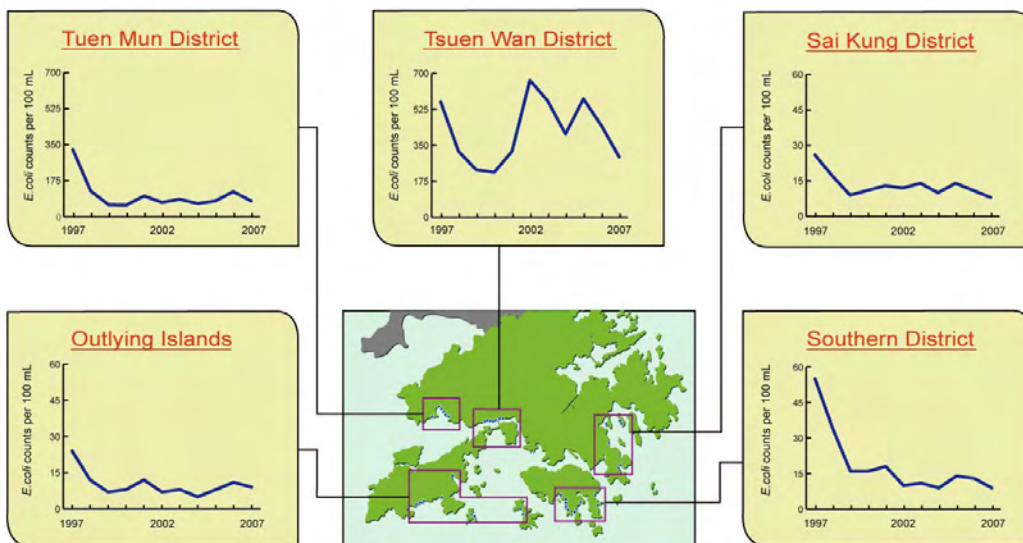 Tuen Mun District
E.coli counts per 100 mL
700
525
350
175
0
1997 2002 2007
Tsuen Wan District
E.coli counts per 100 mL
700
525
350
175
0
1997 2002 2007
Sai Kung District
E.coli counts per 100 mL
60
45
30
15
0
1997 2002 2007
Outlying Islands
E.coli counts per 100 mL
60
45
30
15
0
1997 2002 2007
Southern District
E.coli counts per 100 mL
60
45
30
15
0
1997 2002 2007